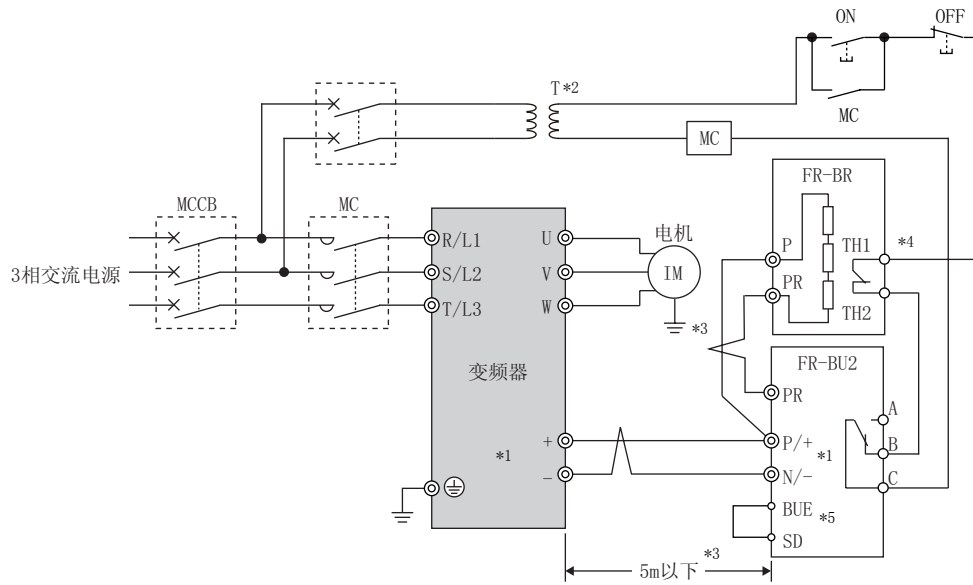 ON
OFF
T *2
MC
MC
FR-BR
MCCB
MC
R/L1
U
电机
P
TH1
*4
3相交流电源
S/L2
V
IM
PR
T/L3
W
TH2
*3
变频器
FR-BU2
PR
A
+
P/+
B
*1
*1
-
N/-
C
BUE
*5
SD
5m以下
*3